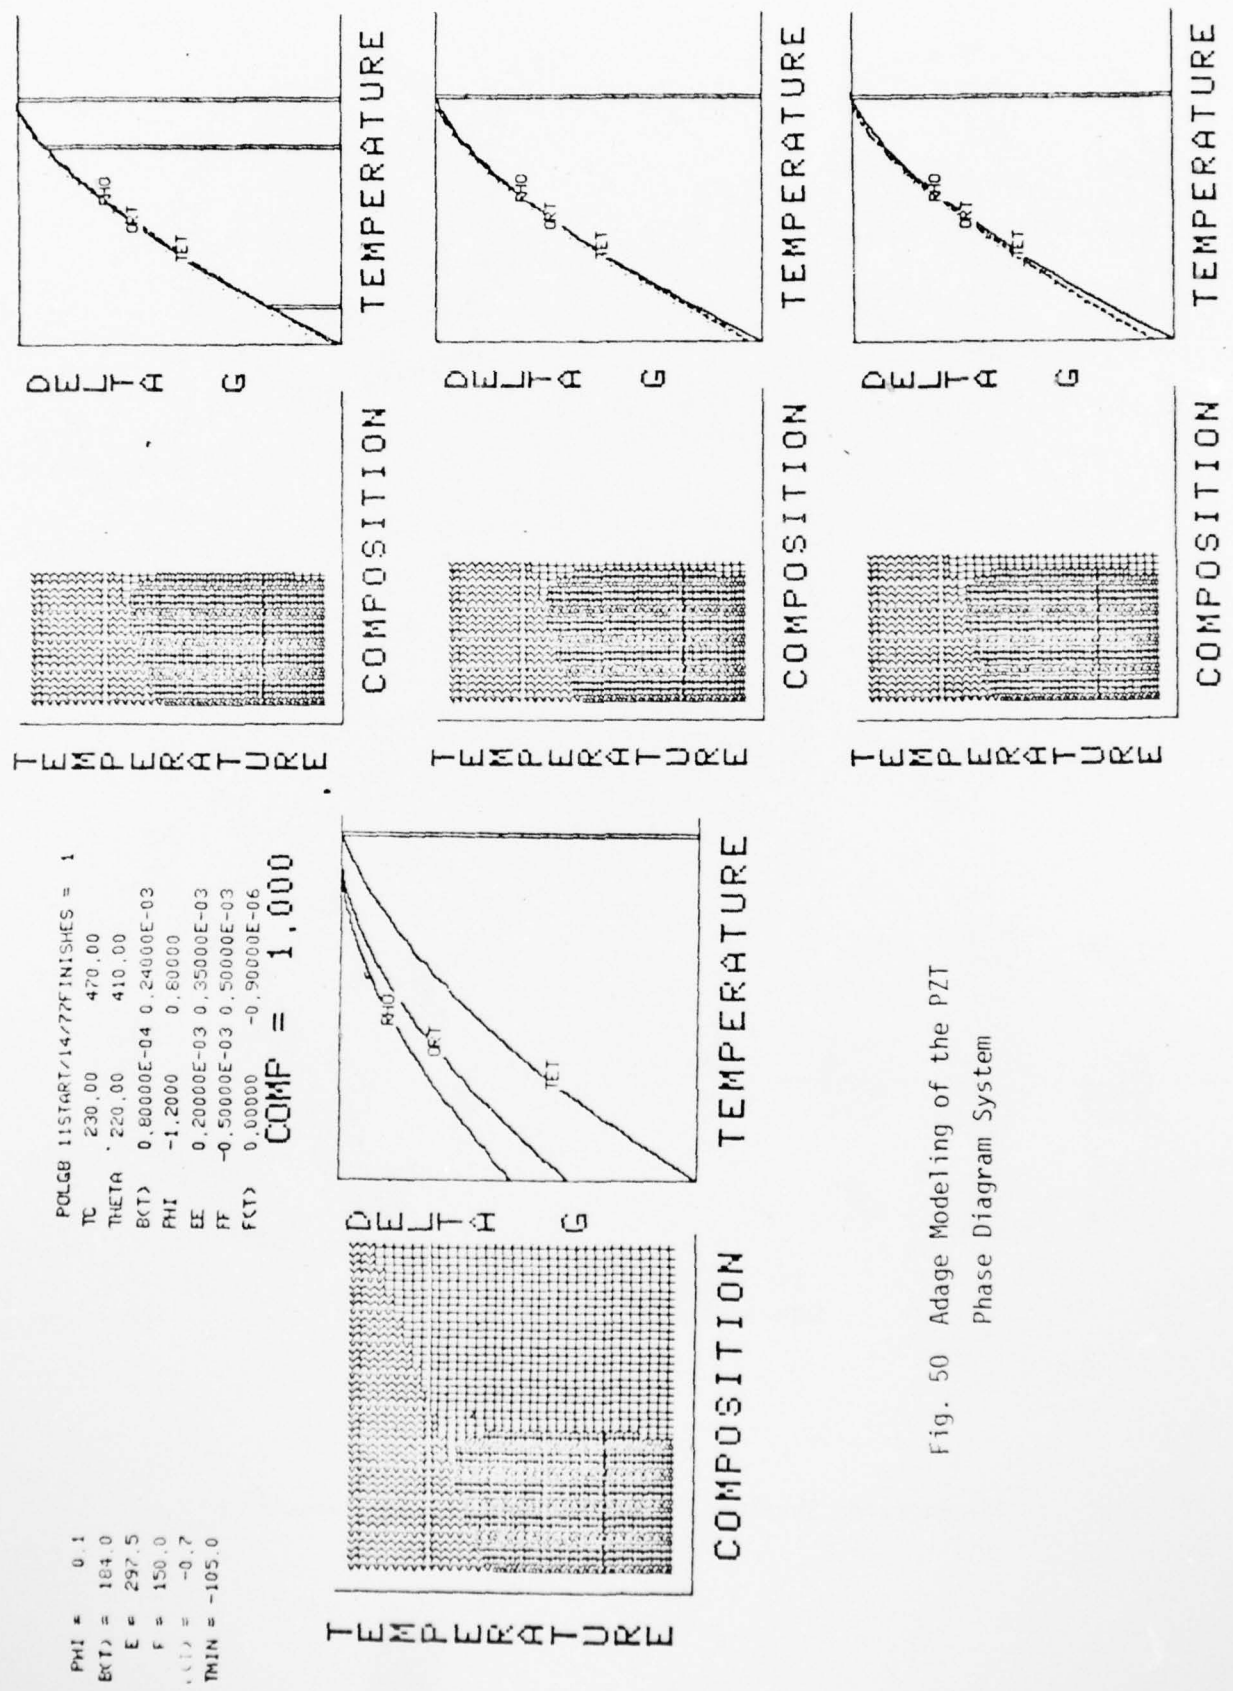 PHI = 0.1
B(T) = 184.0
E = 297.5
F = 150.0
(T) = -0.7
TMIN = -105.0
POLGB 11START/14/77FINISHES = 1
TC 230.00 470.00
THETA 220.00 410.00
B(T) 0.80000E-04 0.24000E-03
PHI -1.2000 0.80000
EE 0.20000E-03 0.35000E-03
FF -0.50000E-03 0.50000E-03
F(T) 0.00000 -0.90000E-06
COMP = 1.000
TEMPERATURE
COMPOSITION
DELTA G
RHO
ORT
TET
TEMPERATURE
TEMPERATURE
COMPOSITION
DELTA G
RHO
ORT
TET
TEMPERATURE
TEMPERATURE
COMPOSITION
DELTA G
RHO
ORT
TET
TEMPERATURE
TEMPERATURE
COMPOSITION
DELTA G
RHO
ORT
TET
TEMPERATURE
Fig. 50 Adage Modeling of the PZT
Phase Diagram System